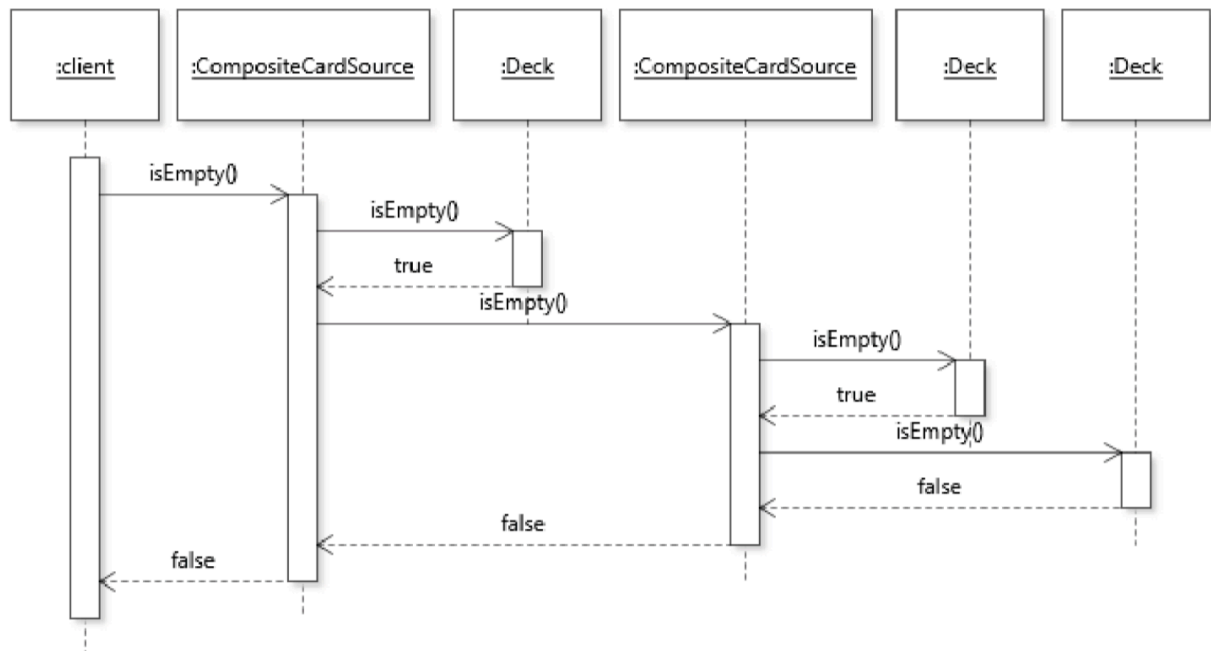 :client
:CompositeCardSource
:Deck
:CompositeCardSource
:Deck
:Deck
isEmpty()
isEmpty()
true
isEmpty()
isEmpty()
true
isEmpty()
false
false
false